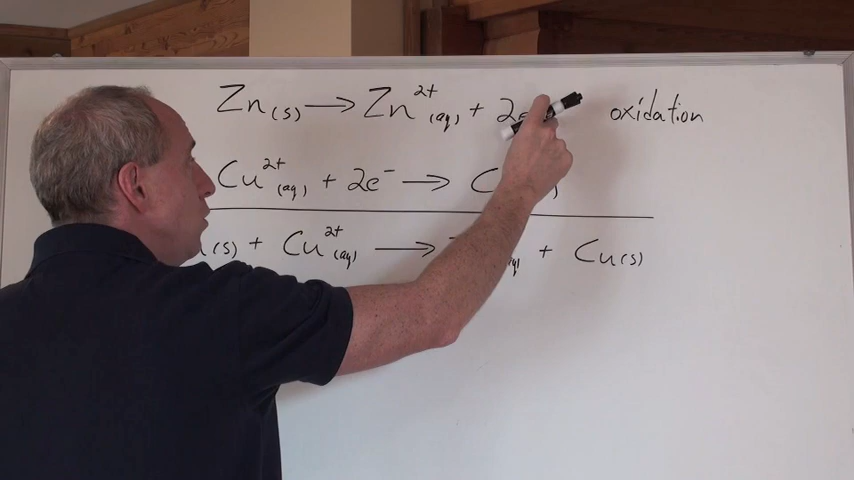 Zn(s) → Zn²⁺(aq) + 2e oxidation
Cu²⁺(aq) + 2e⁻ → C
(s) + Cu²⁺(aq) → + Cu(s)